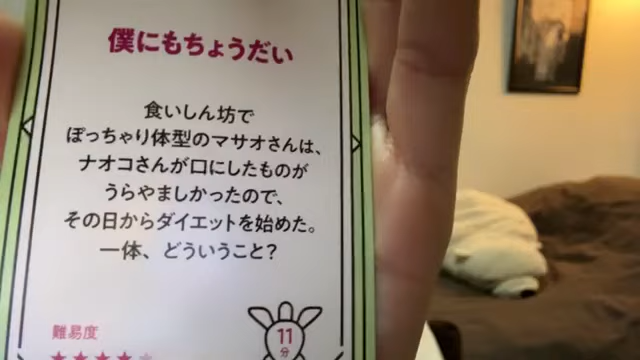 僕にもちょうだい
食いしん坊で
ぽっちゃり体型のマサオさんは、
ナオコさんが口にしたものが
うらやましかったので、
その日からダイエットを始めた。
一体、どういうこと?
難易度
★★★★★
11
分